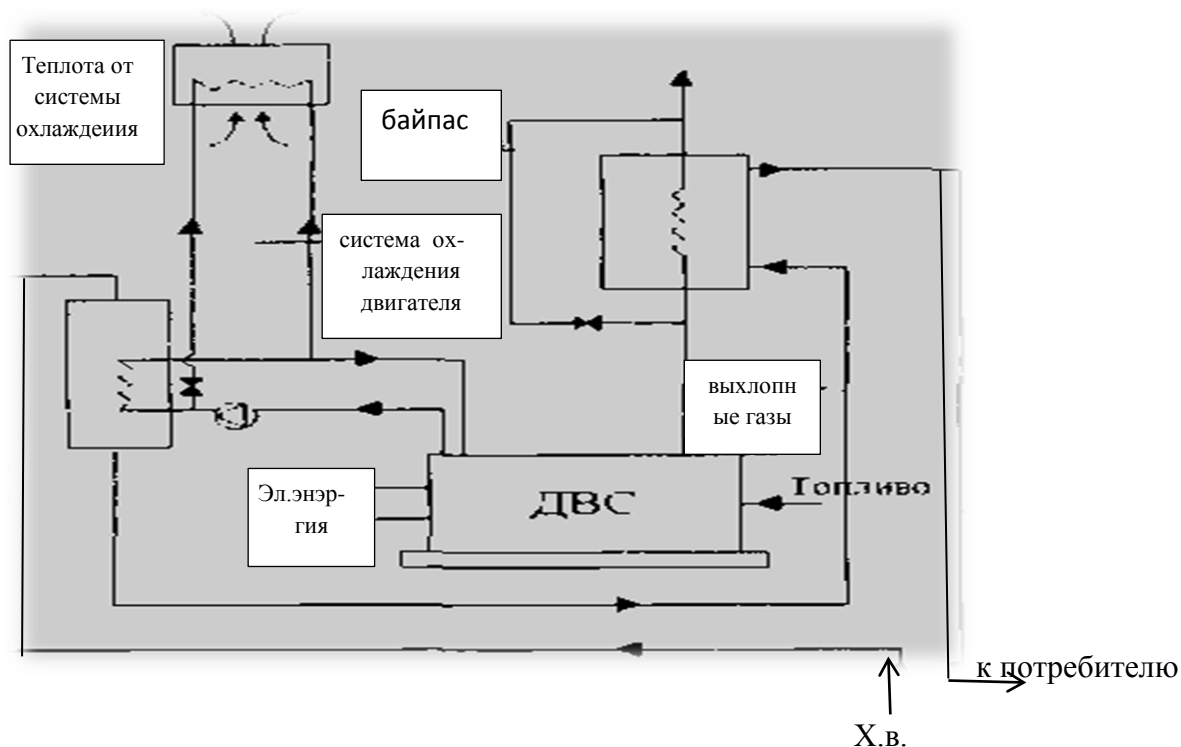 Теплота от
системы
охлаждеиия
байпас
система ох-
лаждения
двигателя
выхлопн
ые газы
Эл.энэр-
гия
ДВС
Топливо
к потребителю
Х.в.